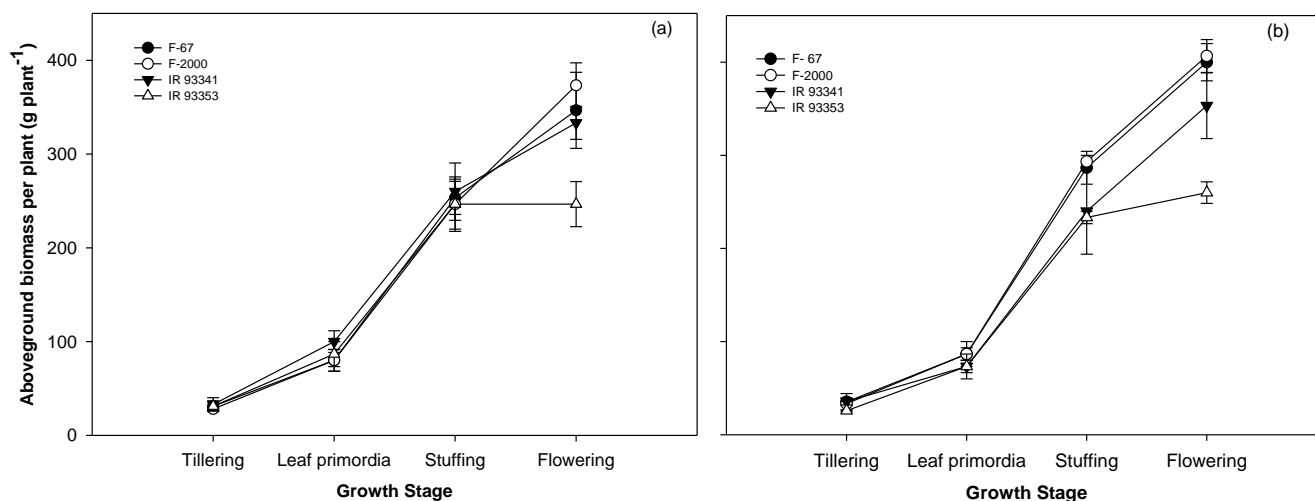 (a)
F-67
F-2000
IR 93341
IR 93353
Aboveground biomass per plant (g plant⁻¹)
400
300
200
100
0
Tillering Leaf primordia Stuffing Flowering
Growth Stage
(b)
F- 67
F-2000
IR 93341
IR 93353
Tillering Leaf primordia Stuffing Flowering
Growth Stage